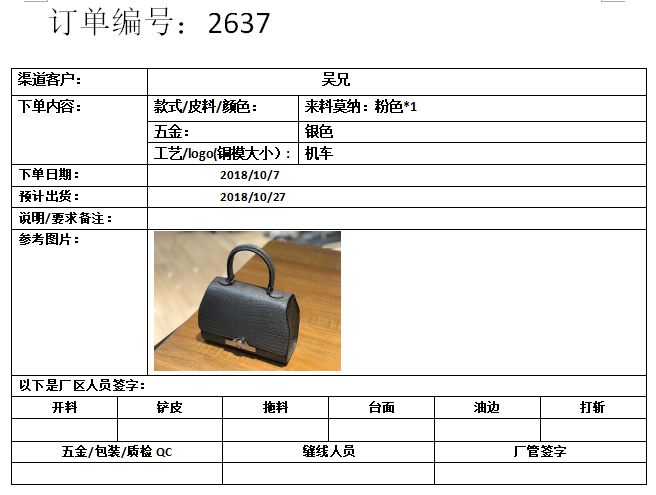 订单编号：2637
渠道客户： 吴兄
下单内容： 款式/皮料/颜色： 来料莫纳：粉色*1
五金： 银色
工艺/logo(铜模大小）： 机车
下单日期： 2018/10/7
预计出货： 2018/10/27
说明/要求备注：
参考图片：
以下是厂区人员签字：
开料 铲皮 拖料 台面 油边 打斩
五金/包装/质检 QC 缝线人员 厂管签字